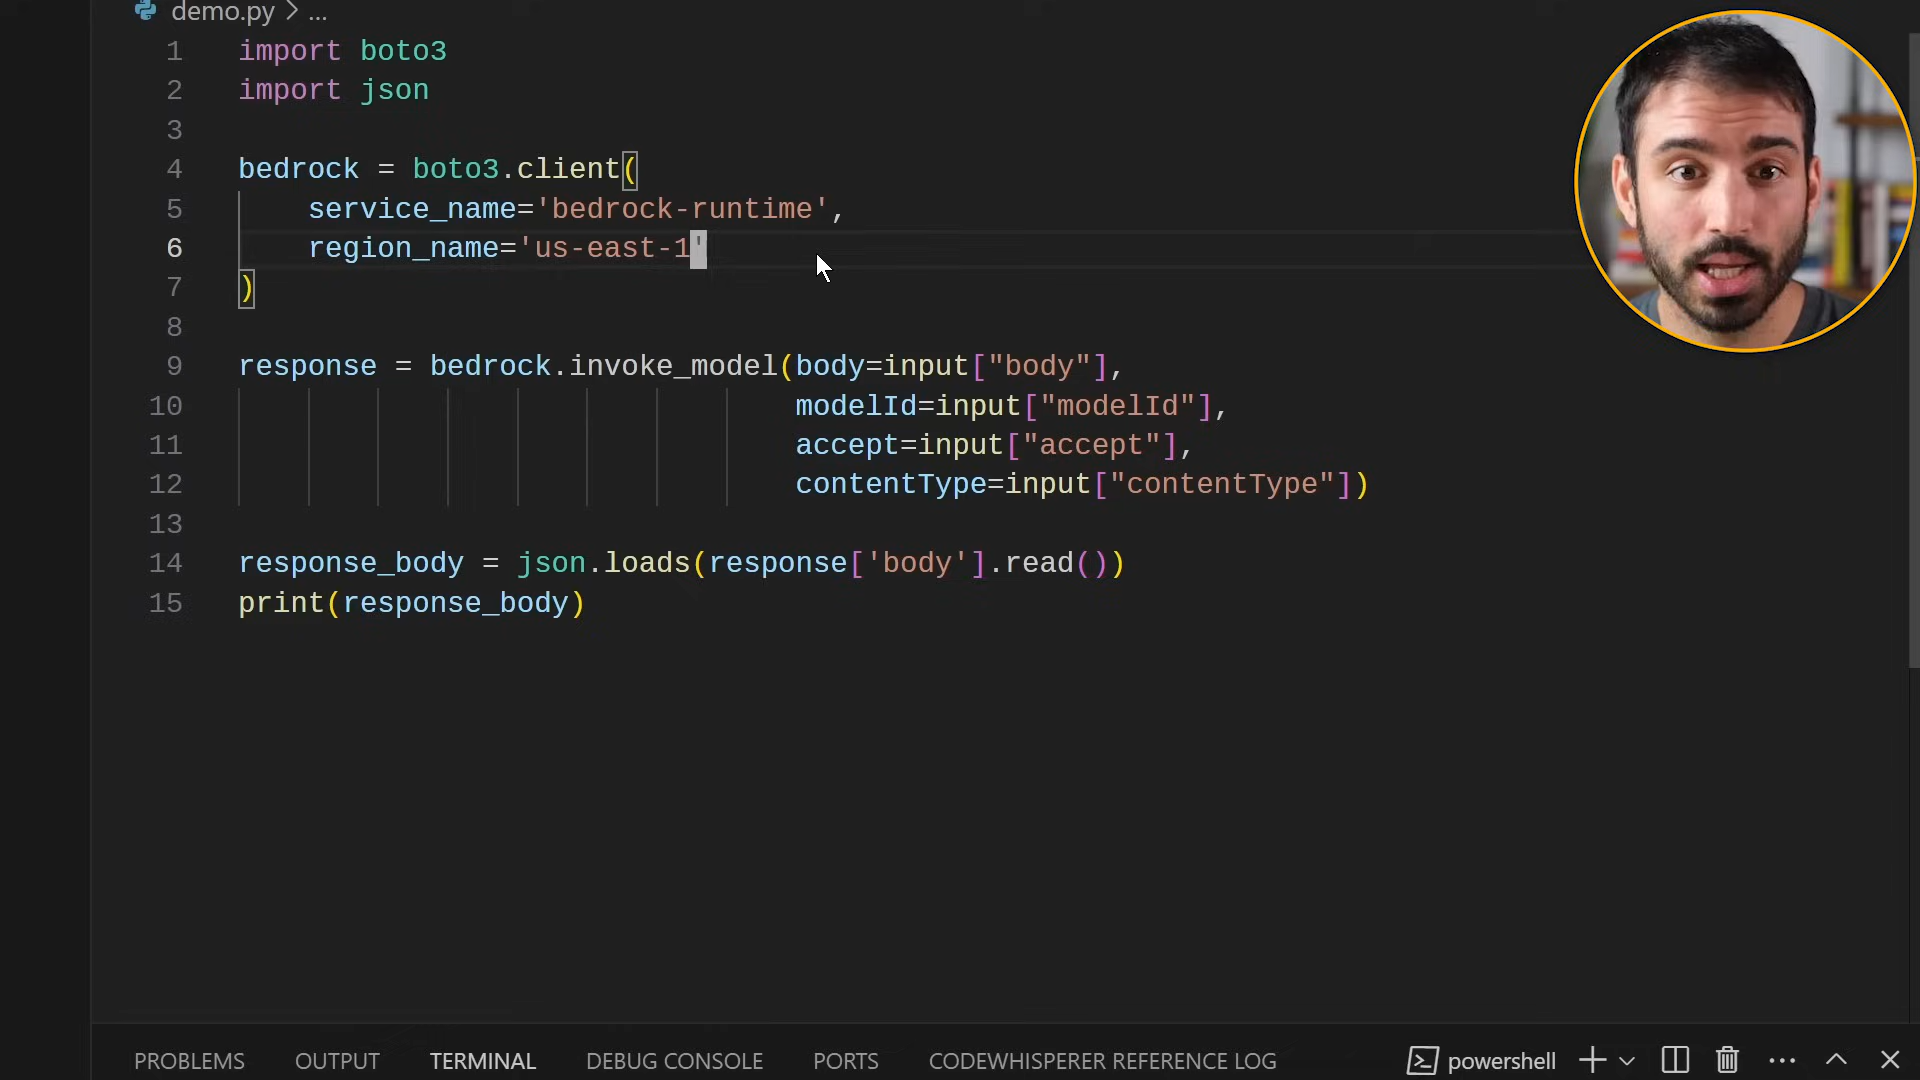 demo.py > ...
1 import boto3
2 import json
3
4 bedrock = boto3.client(
5     service_name='bedrock-runtime',
6     region_name='us-east-1'
7 )
8
9 response = bedrock.invoke_model(body=input["body"],
10                                 modelId=input["modelId"],
11                                 accept=input["accept"],
12                                 contentType=input["contentType"])
13
14 response_body = json.loads(response['body'].read())
15 print(response_body)
PROBLEMS OUTPUT TERMINAL DEBUG CONSOLE PORTS CODEWHISPERER REFERENCE LOG powershell